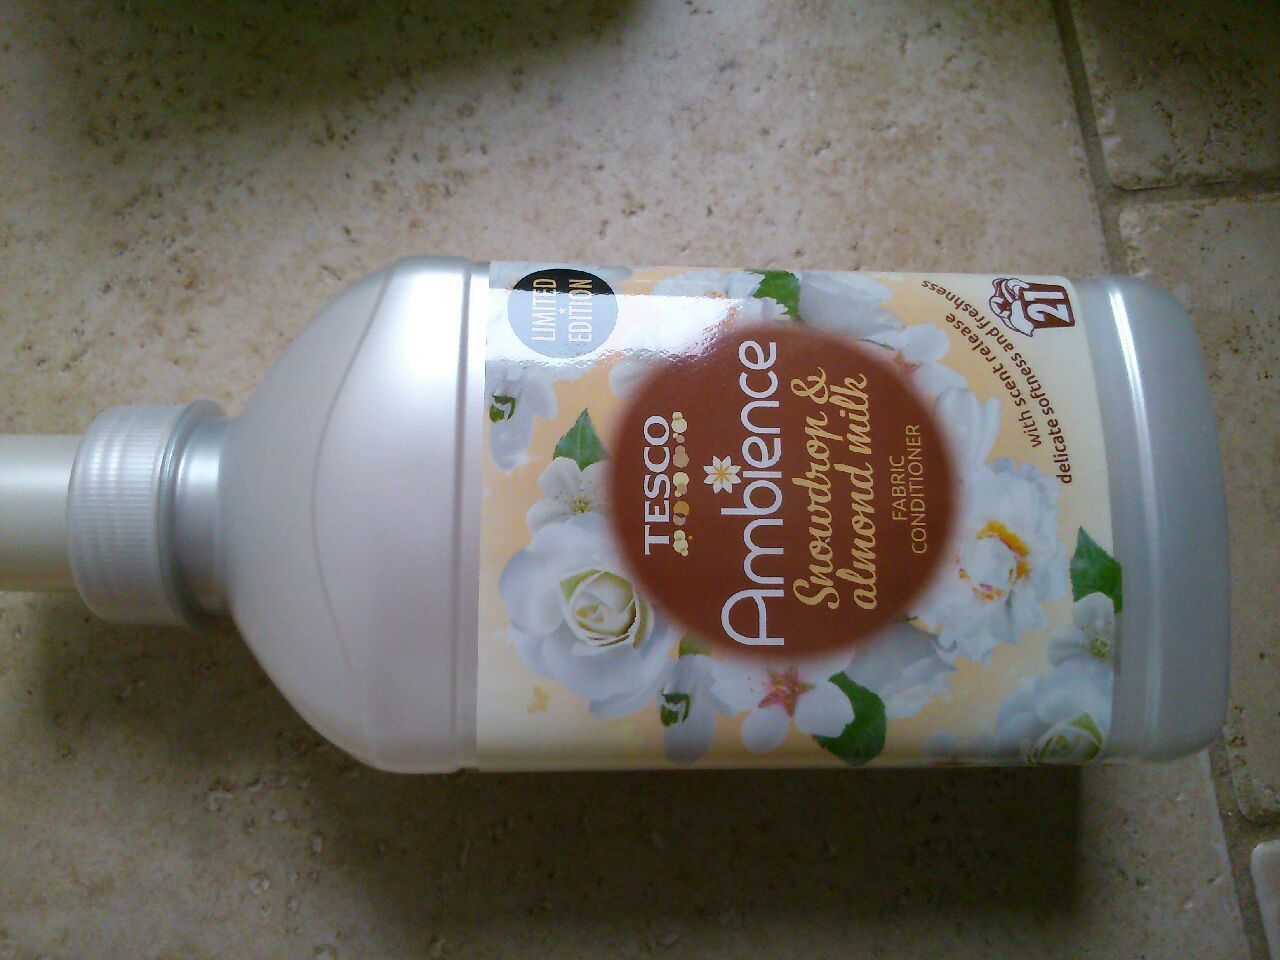 LIMITED
EDITION
TESCO
Ambience
Snowdrop &
almond milk
FABRIC
CONDITIONER
with scent release
delicate softness and freshness
21